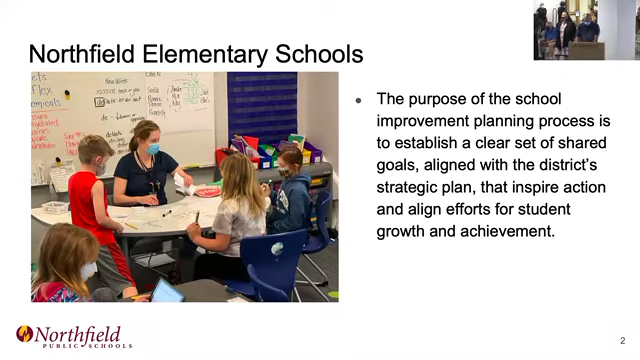 Northfield Elementary Schools
• The purpose of the school
improvement planning process is
to establish a clear set of shared
goals, aligned with the district's
strategic plan, that inspire action
and align efforts for student
growth and achievement.
Northfield
PUBLIC SCHOOLS
2